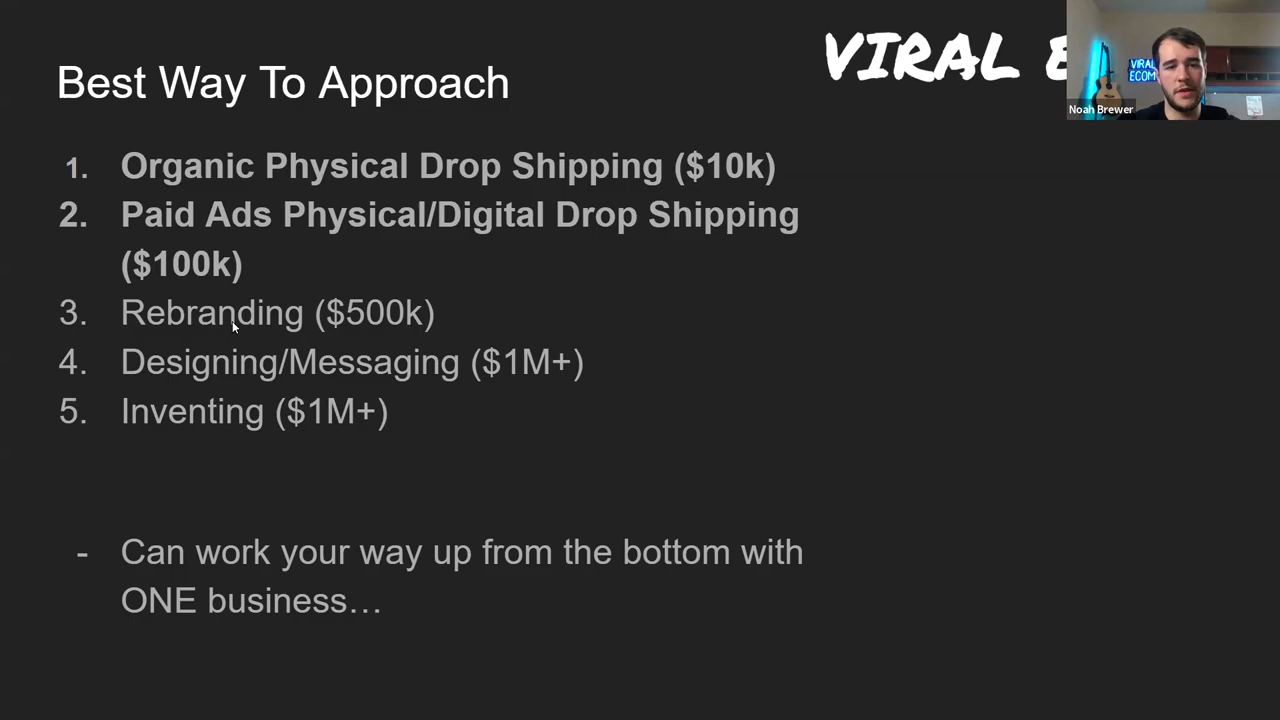 VIRAL E
Best Way To Approach
VIRAL
ECOM
Noah Brewer
1. Organic Physical Drop Shipping ($10k)
2. Paid Ads Physical/Digital Drop Shipping
($100k)
3. Rebranding ($500k)
4. Designing/Messaging ($1M+)
5. Inventing ($1M+)
- Can work your way up from the bottom with
ONE business…